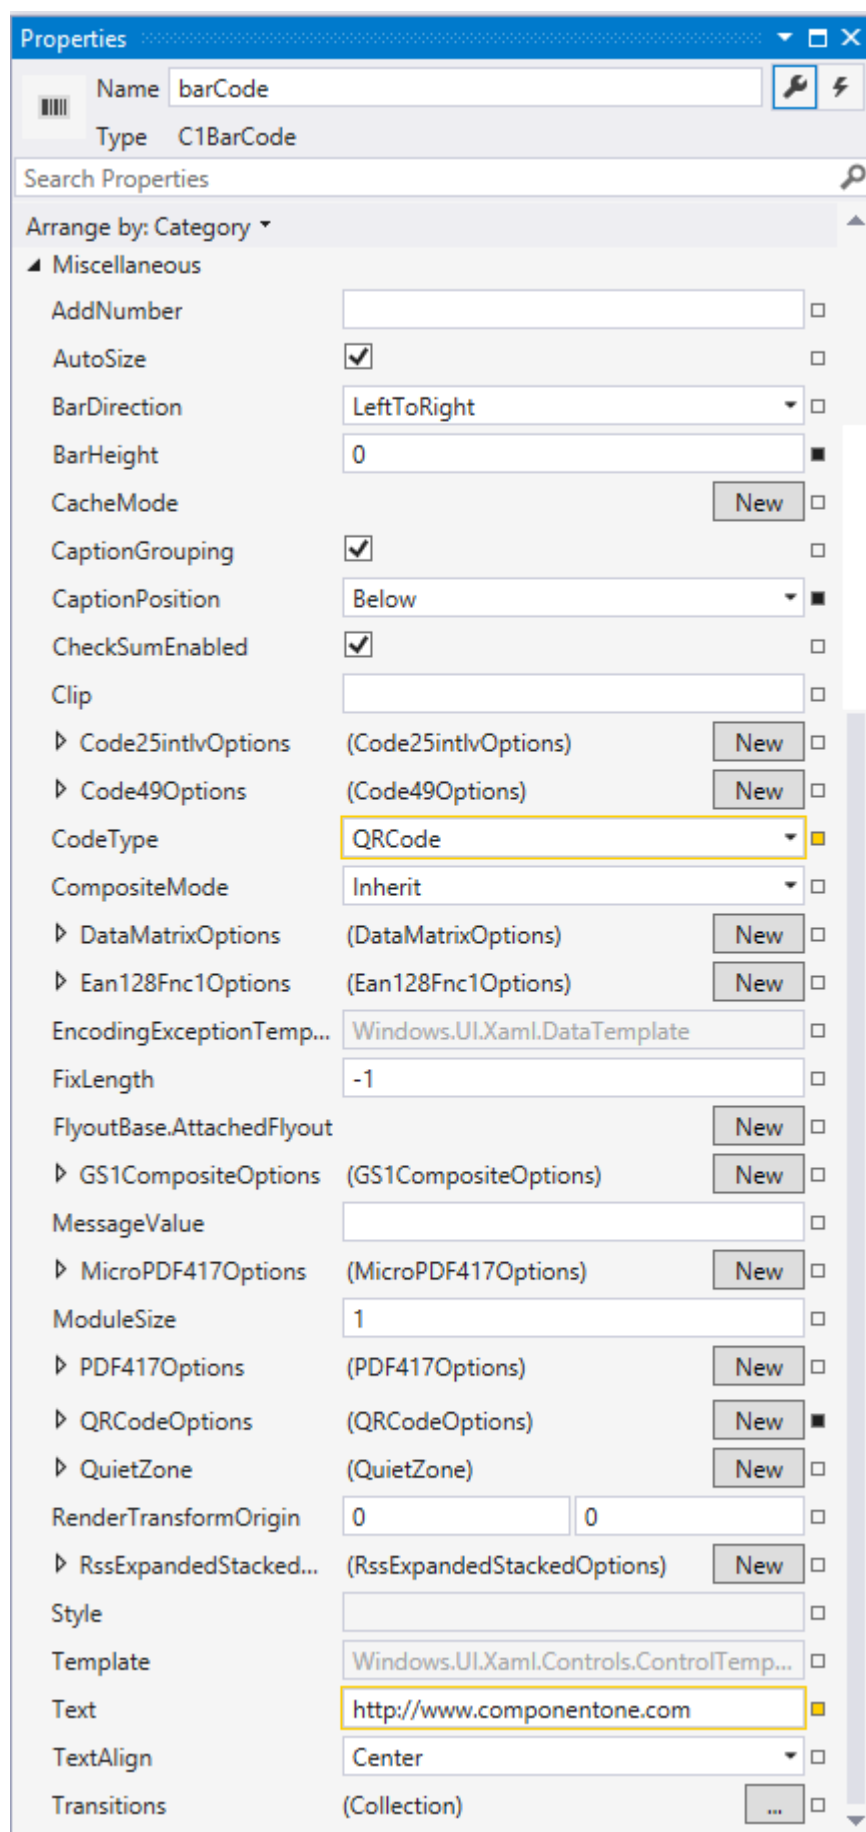 Properties
Name barCode
Type C1BarCode
Search Properties
Arrange by: Category
Miscellaneous
AddNumber
AutoSize
BarDirection LeftToRight
BarHeight 0
CacheMode New
CaptionGrouping
CaptionPosition Below
CheckSumEnabled
Clip
Code25intlvOptions (Code25intlvOptions) New
Code49Options (Code49Options) New
CodeType QRCode
CompositeMode Inherit
DataMatrixOptions (DataMatrixOptions) New
Ean128Fnc1Options (Ean128Fnc1Options) New
EncodingExceptionTemp... Windows.UI.Xaml.DataTemplate
FixLength -1
FlyoutBase.AttachedFlyout New
GS1CompositeOptions (GS1CompositeOptions) New
MessageValue
MicroPDF417Options (MicroPDF417Options) New
ModuleSize 1
PDF417Options (PDF417Options) New
QRCodeOptions (QRCodeOptions) New
QuietZone (QuietZone) New
RenderTransformOrigin 0 0
RssExpandedStacked... (RssExpandedStackedOptions) New
Style
Template Windows.UI.Xaml.Controls.ControlTemp...
Text http://www.componentone.com
TextAlign Center
Transitions (Collection) ...